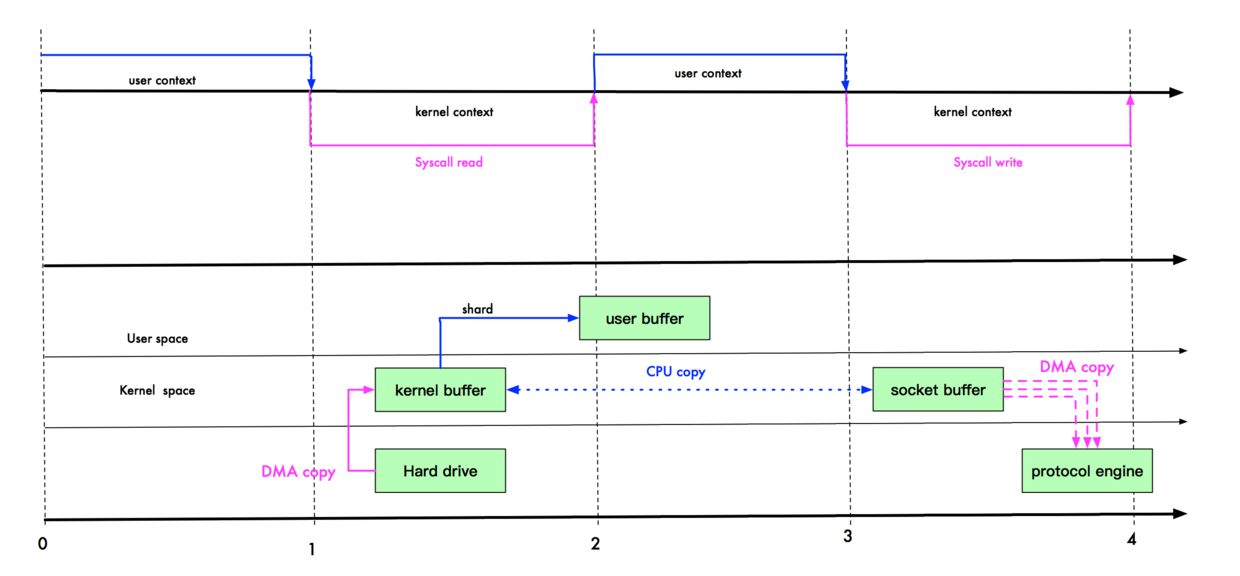 user context
user context
kernel context
kernel context
Syscall read
Syscall write
shard
user buffer
User space
CPU copy
DMA copy
Kernel space
kernel buffer
socket buffer
DMA copy
Hard drive
protocol engine
0
1
2
3
4